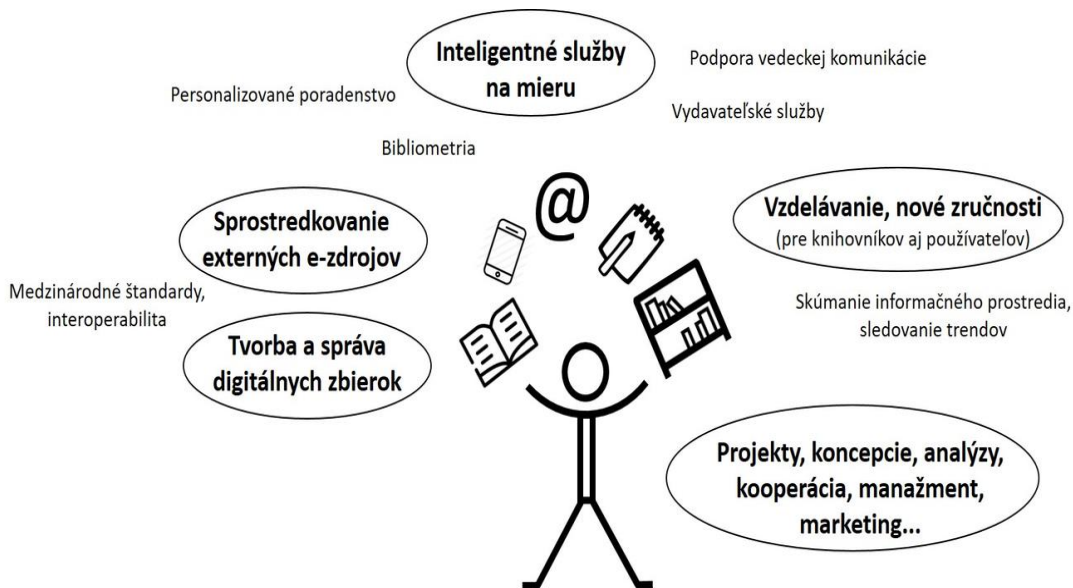 Inteligentné služby
na mieru
Podpora vedeckej komunikácie
Personalizované poradenstvo
Vydavateľské služby
Bibliometria
@
Sprostredkovanie
externých e-zdrojov
Vzdelávanie, nové zručnosti
(pre knihovníkov aj používateľov)
Medzinárodné štandardy,
interoperabilita
Skúmanie informačného prostredia,
sledovanie trendov
Tvorba a správa
digitálnych zbierok
Projekty, koncepcie, analýzy,
kooperácia, manažment,
marketing...